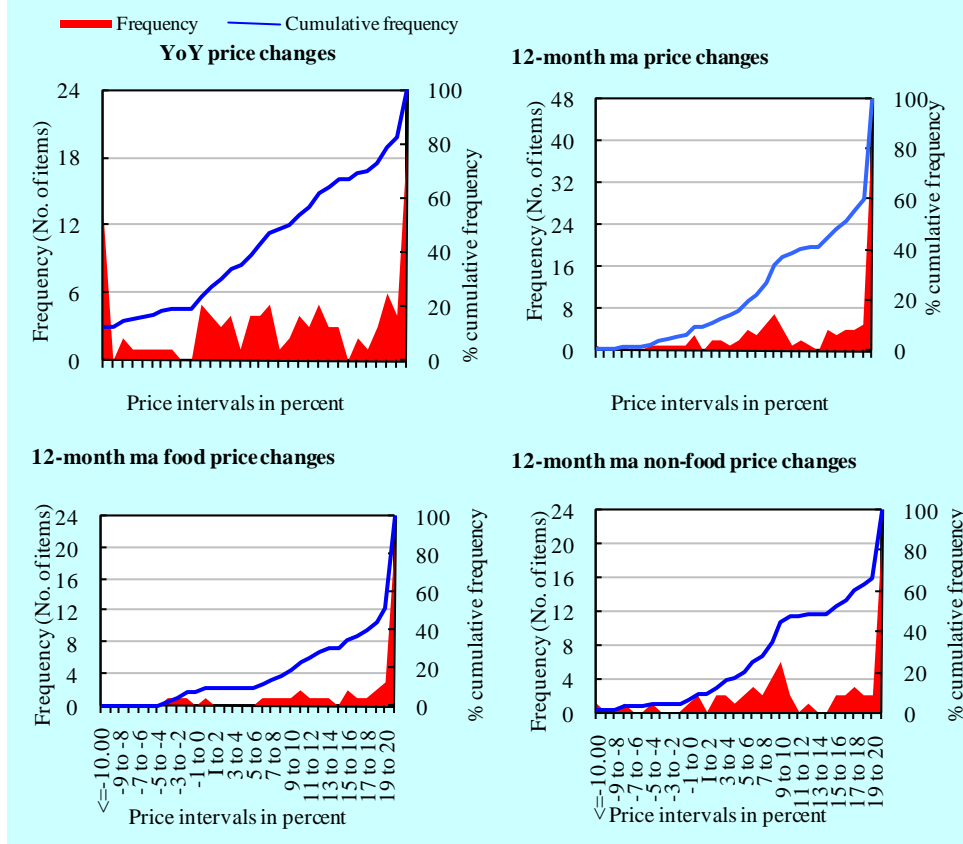 Frequency
Cumulative frequency
YoY price changes
24
18
12
6
0
Frequency (No. of items)
100
80
60
40
20
0
% cumulative frequency
Price intervals in percent
12-month ma price changes
48
40
32
24
16
8
0
Frequency (No. of items)
100
80
60
40
20
0
% cumulative frequency
Price intervals in percent
12-month ma food price changes
24
20
16
12
8
4
0
Frequency (No. of items)
100
80
60
40
20
0
% cumulative frequency
<=-10.00
-9 to -8
-7 to -6
-5 to -4
-3 to -2
-1 to 0
1 to 2
3 to 4
5 to 6
7 to 8
9 to 10
11 to 12
13 to 14
15 to 16
17 to 18
19 to 20
Price intervals in percent
12-month ma non-food price changes
24
20
16
12
8
4
0
Frequency (No. of items)
100
80
60
40
20
0
% cumulative frequency
<=-10.00
-9 to -8
-7 to -6
-5 to -4
-3 to -2
-1 to 0
1 to 2
3 to 4
5 to 6
7 to 8
9 to 10
11 to 12
13 to 14
15 to 16
17 to 18
19 to 20
Price intervals in percent